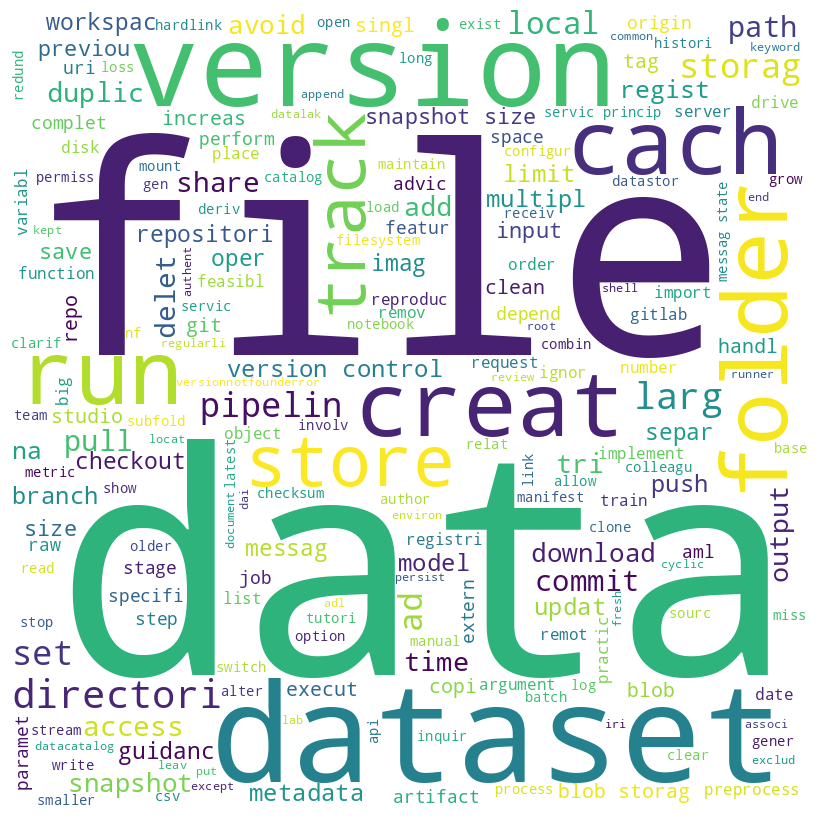 workspac hardlink avoid singl open exist local origin path
previou uri loss version long common histori keyword
redund duplic append tag storag
datalak regist drive
complet increas snapshot size servic princip server
disk perform space cach
variabl permiss mount place track maintain configur limit datastor grow
gen catalog share load advic multipl end
kept deriv file add receiv folder messag state
save repositori filesystem featur input
function delet authent oper imag order shell import
feasibl reproduc clean root
repo servic git remov depend combin gitlab
clarif nf regularli notebook number handl
run version control request review ignor runner
big versionnotfounderror creat larg
team studio subfold pipelin involv relat implement separ base
na pull locat object store tri colleagu
metric checkout show link allow
branch latest checksum author manifest train push
size raw older document dai environ registri clone output
read stage messag model download aml
specifi job persist commit cyclic
stop step list adl data updat fresh sourc miss
option tutori extern remot
switch manual ad practic
set time copi argument log blob date
directori alter execut batch
paramet stream access lab api dataset iri associ
datacatalog guidanc inquir gener
write leav put clear exclud
snapshot except metadata process preprocess
smaller csv artifact blob storag